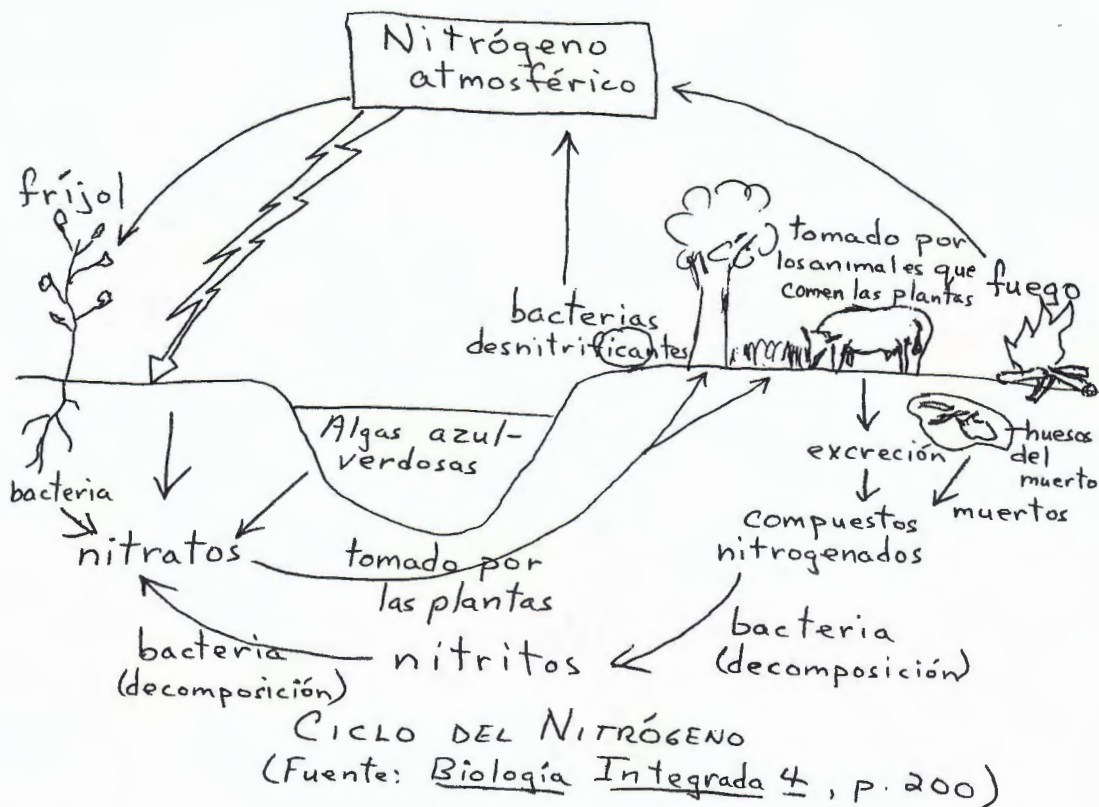 Nitrógeno
atmosférico
fríjol
tomado por
los animales que
comen las plantas
fuego
bacterias
desnitrificantes
Algas azul-
verdosas
excreción
huesos
del
muerto
bacteria
muertos
compuestos
nitrogenados
nitratos
tomado por
las plantas
bacteria
(decomposición)
nitritos
bacteria
(decomposición)
CICLO DEL NITRÓGENO
(Fuente: Biología Integrada 4, p. 200)